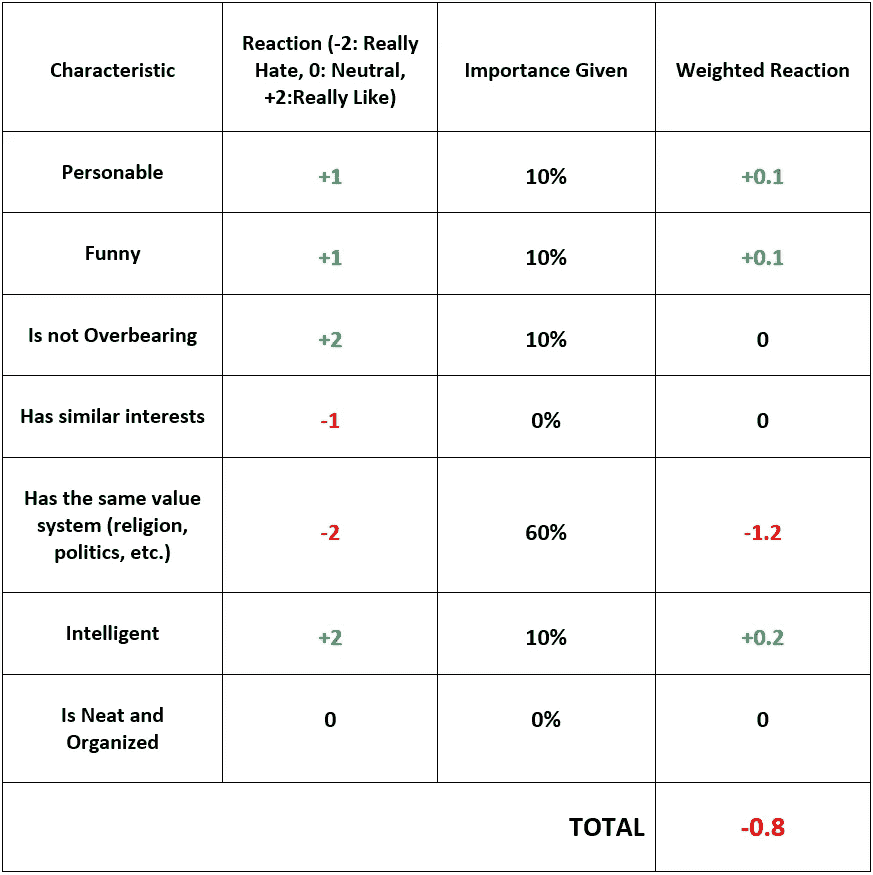 Characteristic
Reaction (-2: Really
Hate, 0: Neutral,
+2:Really Like)
Importance Given
Weighted Reaction
Personable
+1
10%
+0.1
Funny
+1
10%
+0.1
Is not Overbearing
+2
10%
0
Has similar interests
-1
0%
0
Has the same value
system (religion,
politics, etc.)
-2
60%
-1.2
Intelligent
+2
10%
+0.2
Is Neat and
Organized
0
0%
0
TOTAL
-0.8